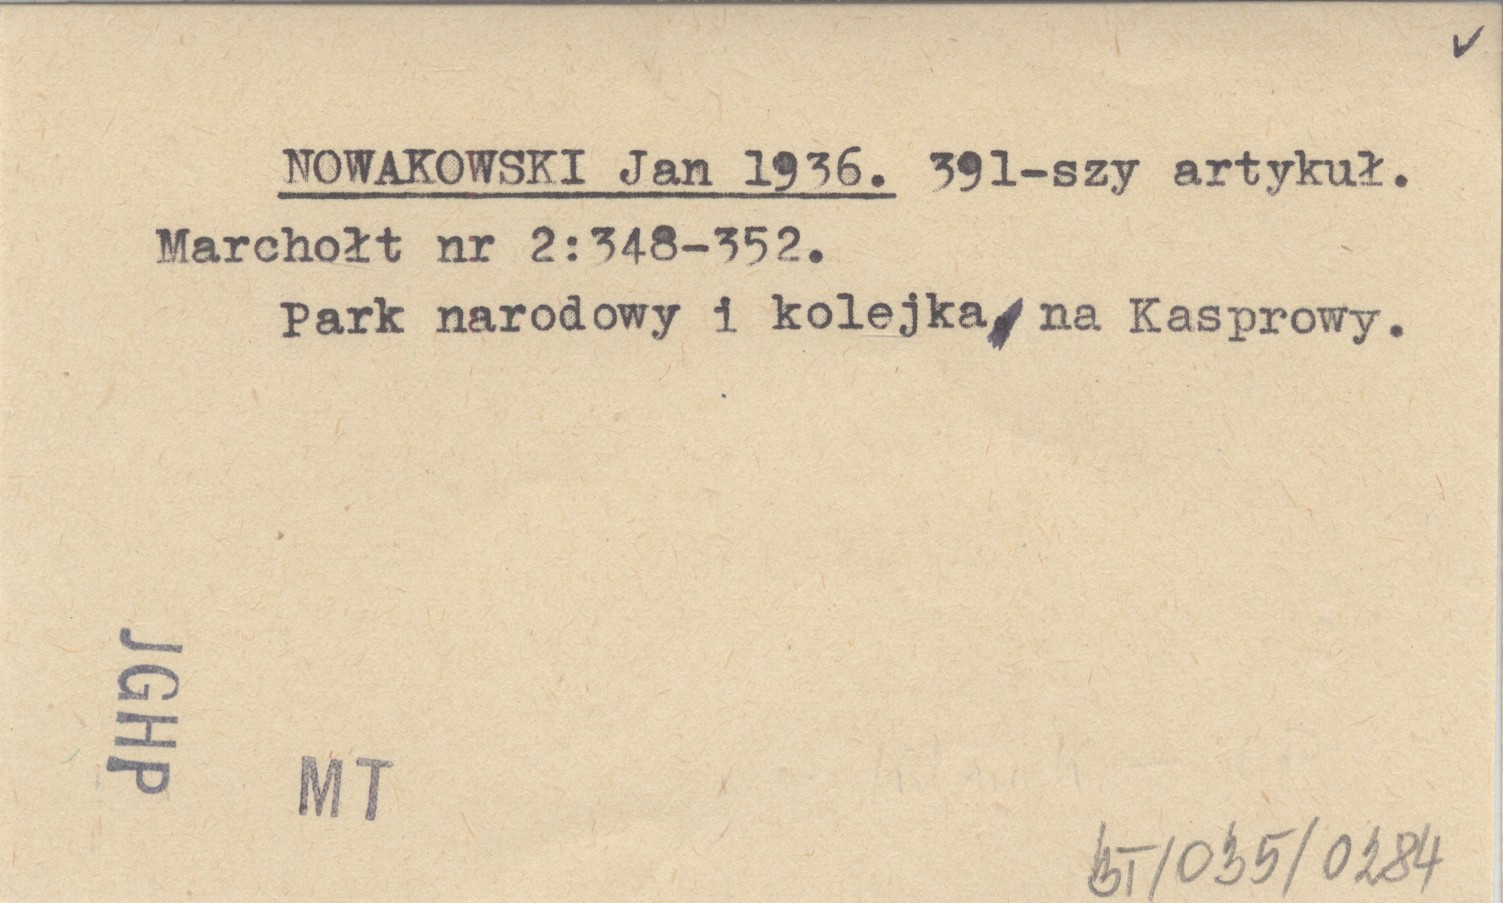 ✓
NOWAKOWSKI Jan 1936. 391-szy artykuł.
Marchołt nr 2:348-352.
Park narodowy i kolejka na Kasprowy.
JGHP
MT
BT/035/0284